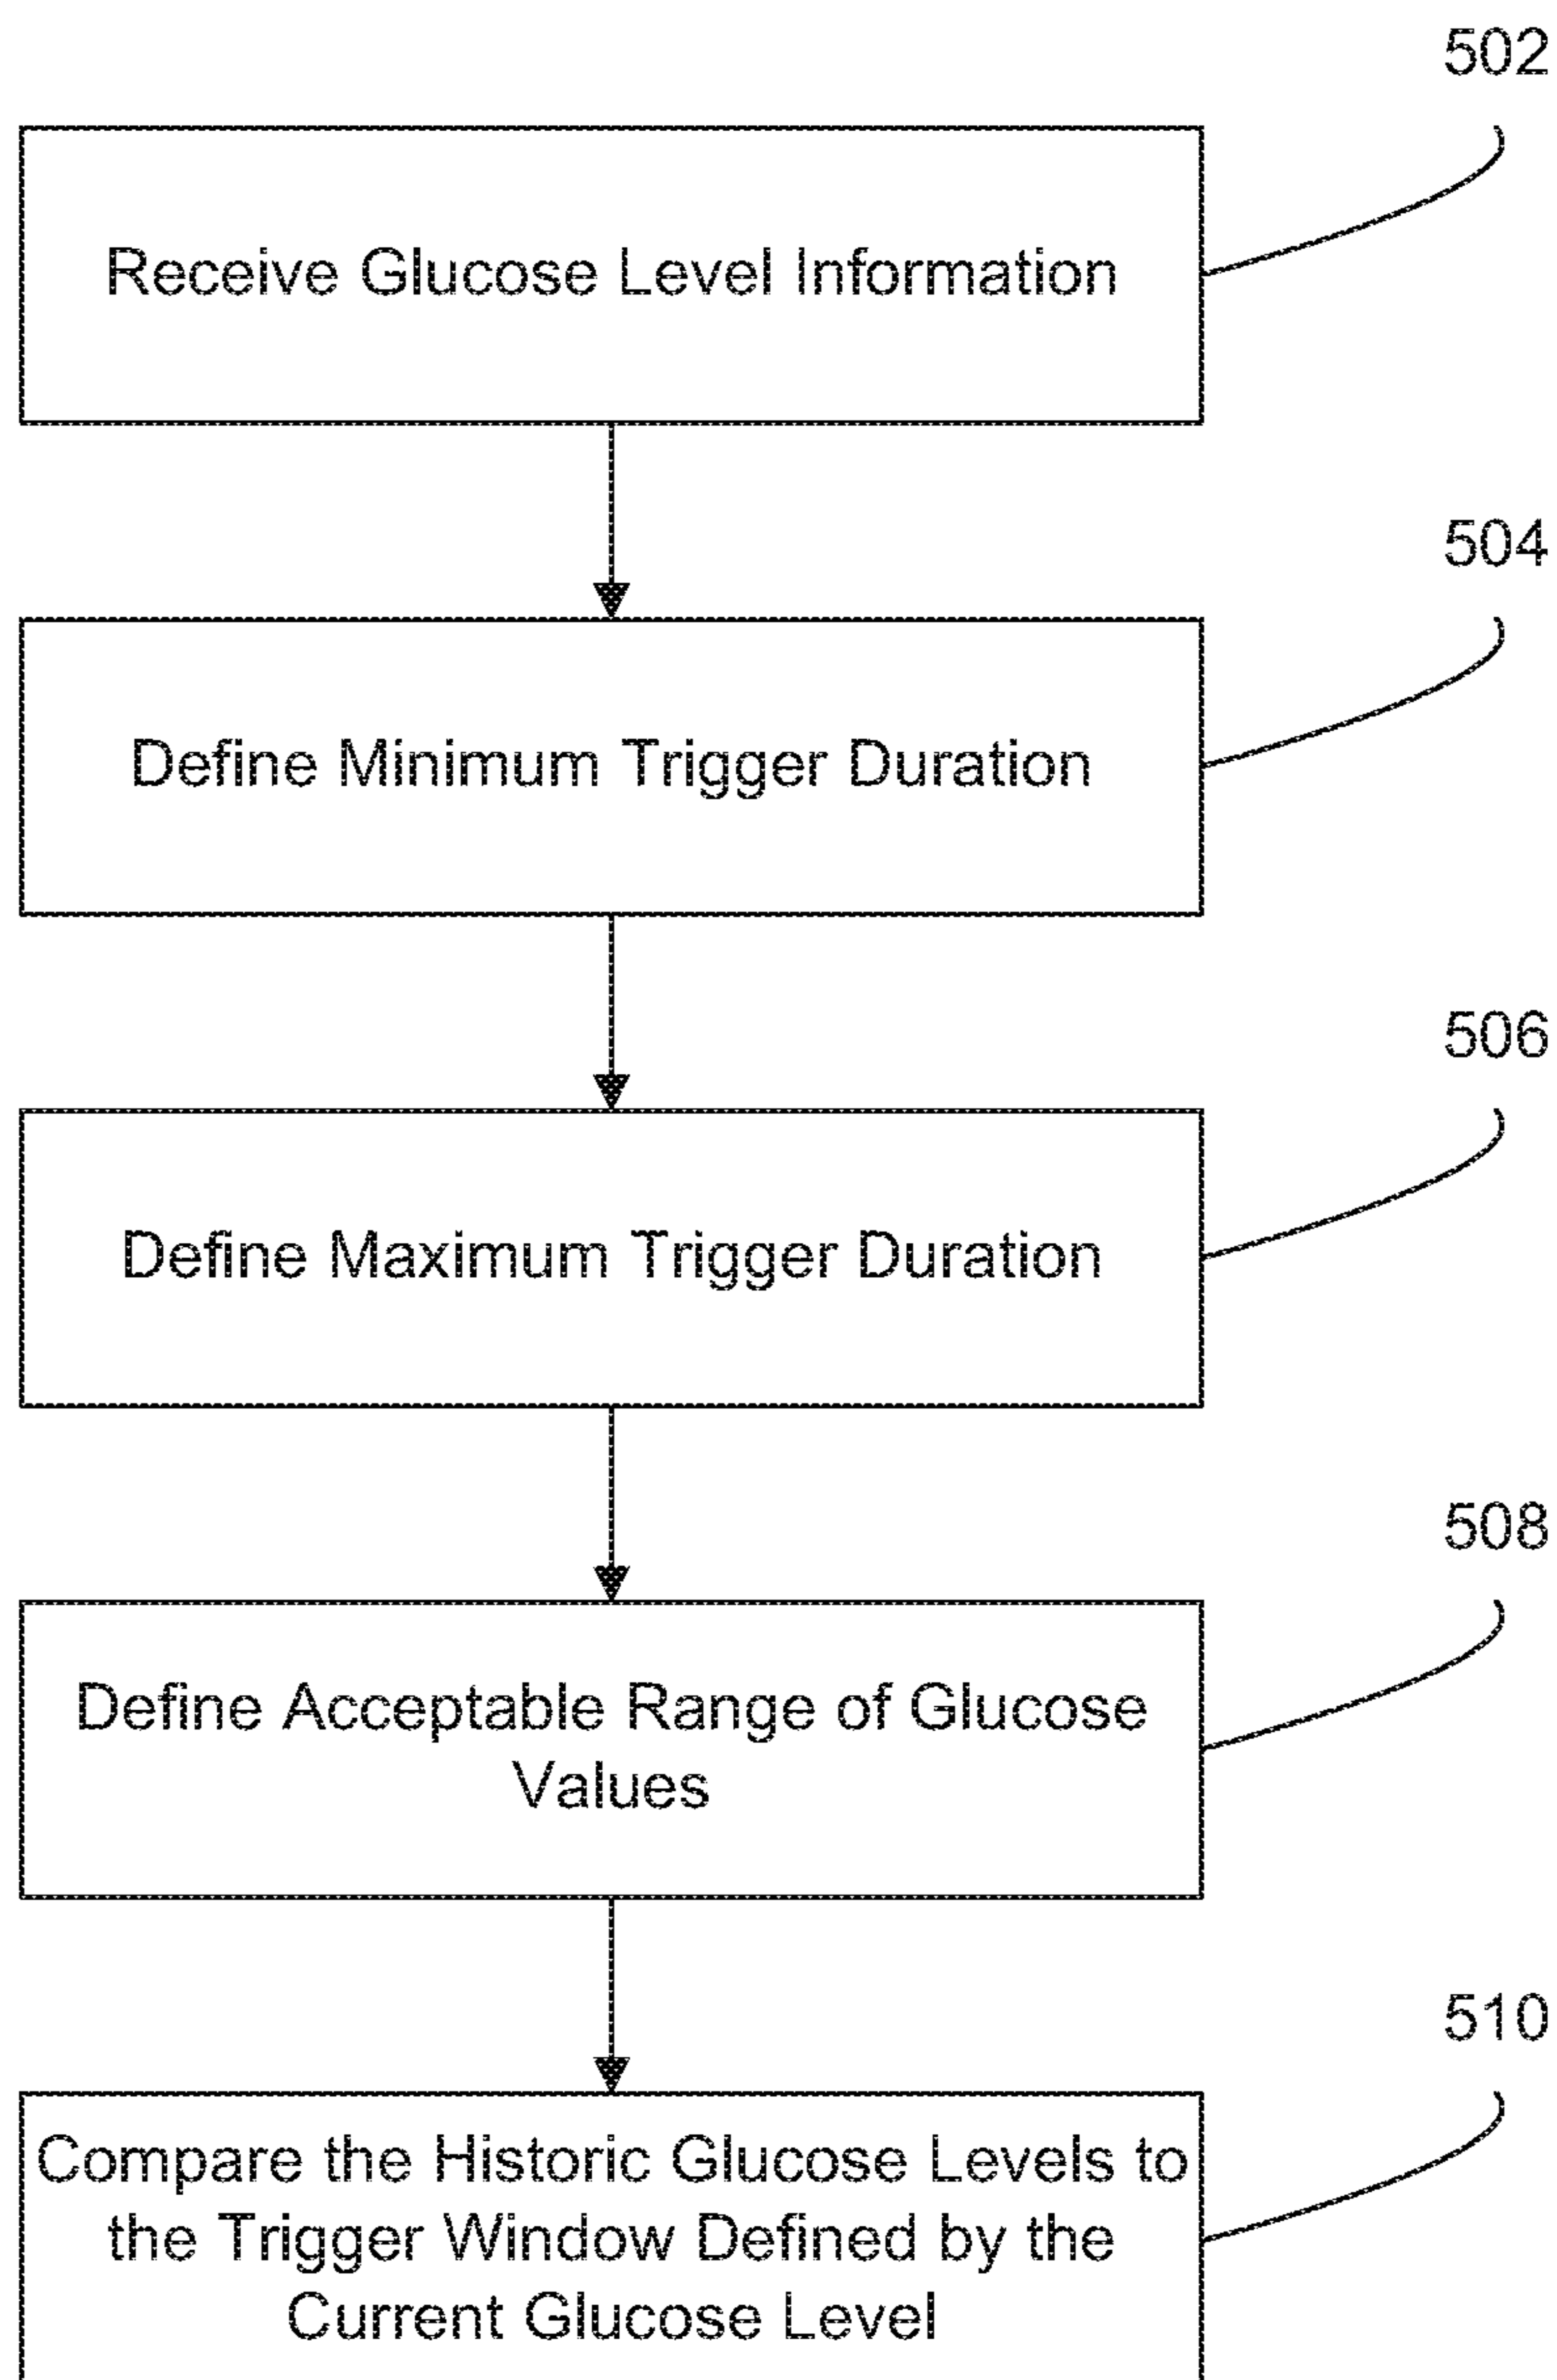 502
Receive Glucose Level Information
504
Define Minimum Trigger Duration
506
Define Maximum Trigger Duration
508
Define Acceptable Range of Glucose
Values
510
Compare the Historic Glucose Levels to
the Trigger Window Defined by the
Current Glucose Level